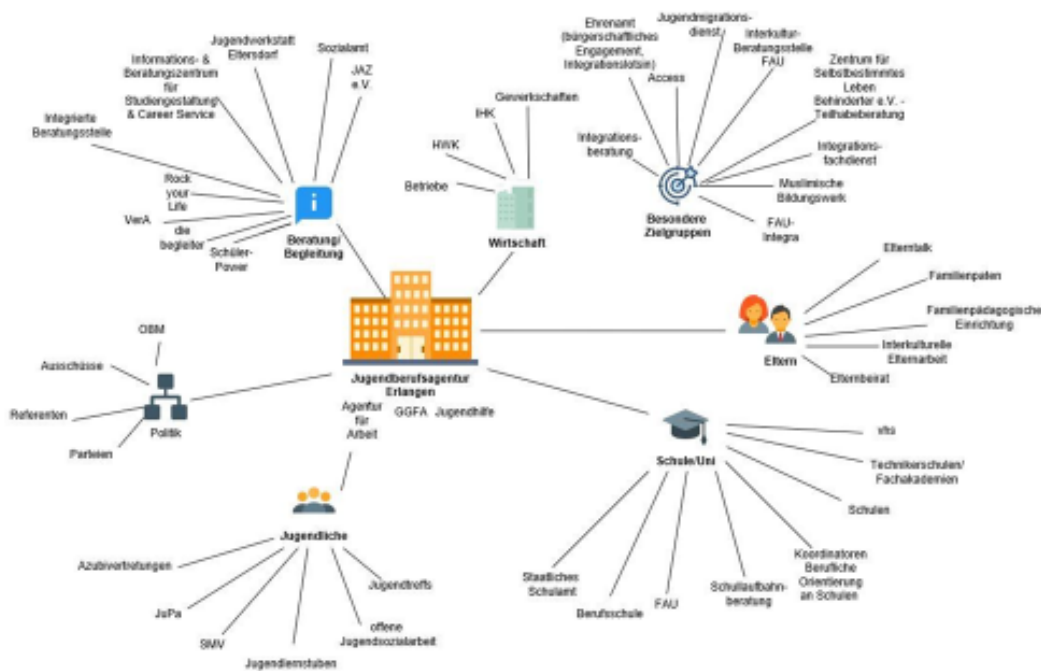 Jugendwerkstatt
Eltersdorf
Sozialamt
JAZ
e.V.
Informations- &
Beratungszentrum
für
Studiengestaltung
& Career Service
Integrierte
Beratungsstelle
Rock
your
Life
VerA
die
begleiter
Schüler-
Power
Beratung/
Begleitung
Gewerkschaften
IHK
HWK
Betriebe
Wirtschaft
Ehrenamt
(bürgerschaftliches
Engagement,
Integrationslotsin)
Jugendmigrations-
dienst
Interkultur-
Beratungsstelle
FAU
Access
Zentrum für
Selbstbestimmtes
Leben
Behinderter e.V. -
Teilhabeberatung
Integrations-
beratung
Integrations-
fachdienst
Muslimische
Bildungswerk
FAU-
Integra
Besondere
Zielgruppen
Elterntalk
Familienpaten
Familienpädagogische
Einrichtung
Interkulturelle
Elternarbeit
Elternbeirat
Eltern
Jugendberufsagentur
Erlangen
Agentur
für
Arbeit
GGFA Jugendhilfe
OBM
Ausschüsse
Referenten
Parteien
Politik
Schule/Uni
vhs
Technikerschulen/
Fachakademien
Schulen
Koordinatoren
Berufliche
Orientierung
an Schulen
Schullaufbahn-
beratung
FAU
Berufsschule
Staatliches
Schulamt
Jugendliche
Azubivertretungen
JuPa
SMV
Jugendlernstuben
offene
Jugendsozialarbeit
Jugendtreffs